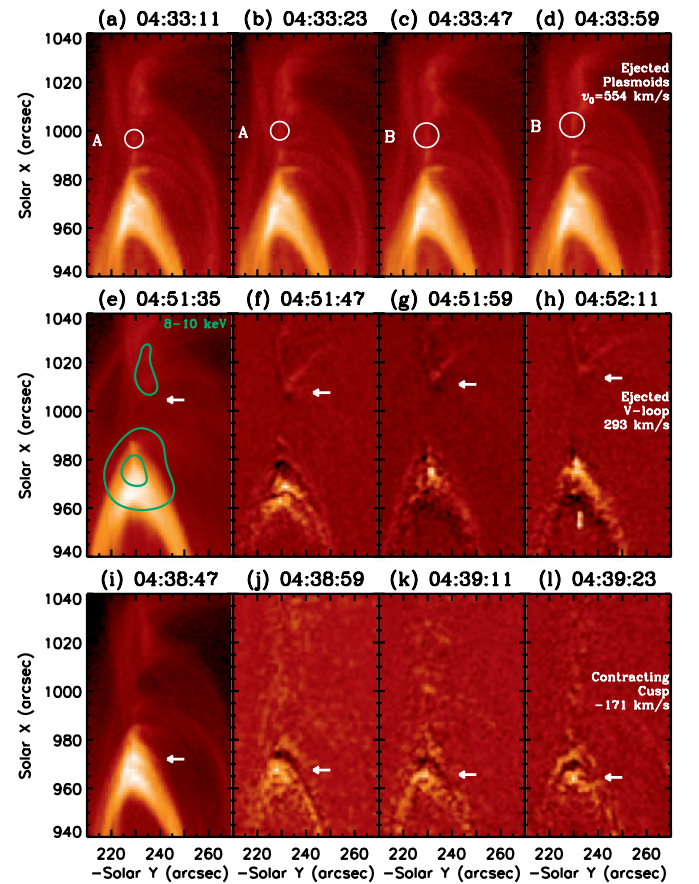 (a) 04:33:11 (b) 04:33:23 (c) 04:33:47 (d) 04:33:59
1040
1020
1000
980
960
940
Solar X (arcsec)
A
A
B
B
Ejected
Plasmoids
v₀=554 km/s
(e) 04:51:35 (f) 04:51:47 (g) 04:51:59 (h) 04:52:11
1040
1020
1000
980
960
940
Solar X (arcsec)
8-10 keV
Ejected
V-loop
293 km/s
(i) 04:38:47 (j) 04:38:59 (k) 04:39:11 (l) 04:39:23
1040
1020
1000
980
960
940
Solar X (arcsec)
Contracting
Cusp
-171 km/s
220 240 260 220 240 260 220 240 260 220 240 260
-Solar Y (arcsec) -Solar Y (arcsec) -Solar Y (arcsec) -Solar Y (arcsec)